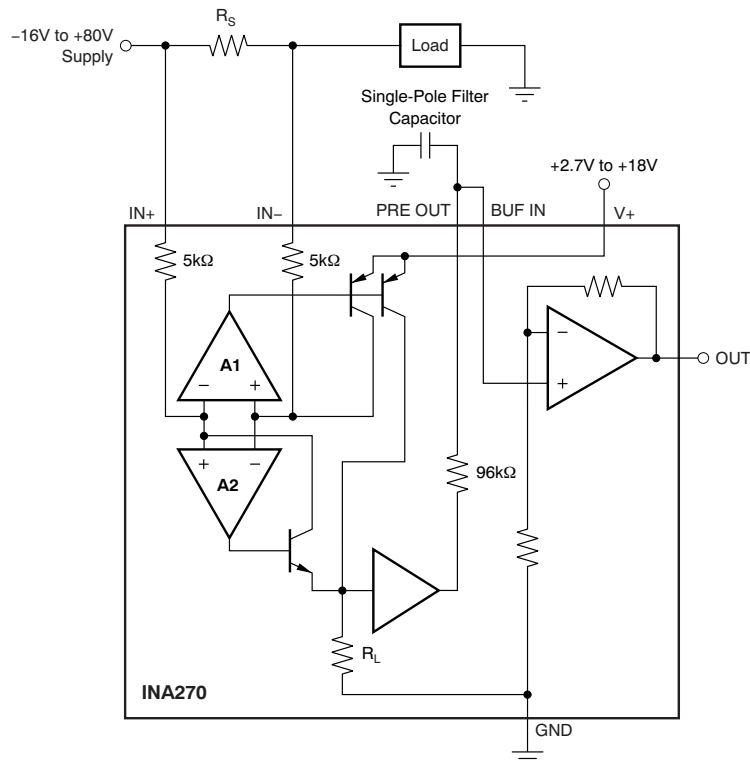 R_S
−16V to +80V
Supply
Load
Single-Pole Filter
Capacitor
+2.7V to +18V
IN+
IN−
PRE OUT
BUF IN
V+
5kΩ
5kΩ
A1
− +
−
+
OUT
+ −
A2
96kΩ
R_L
INA270
GND